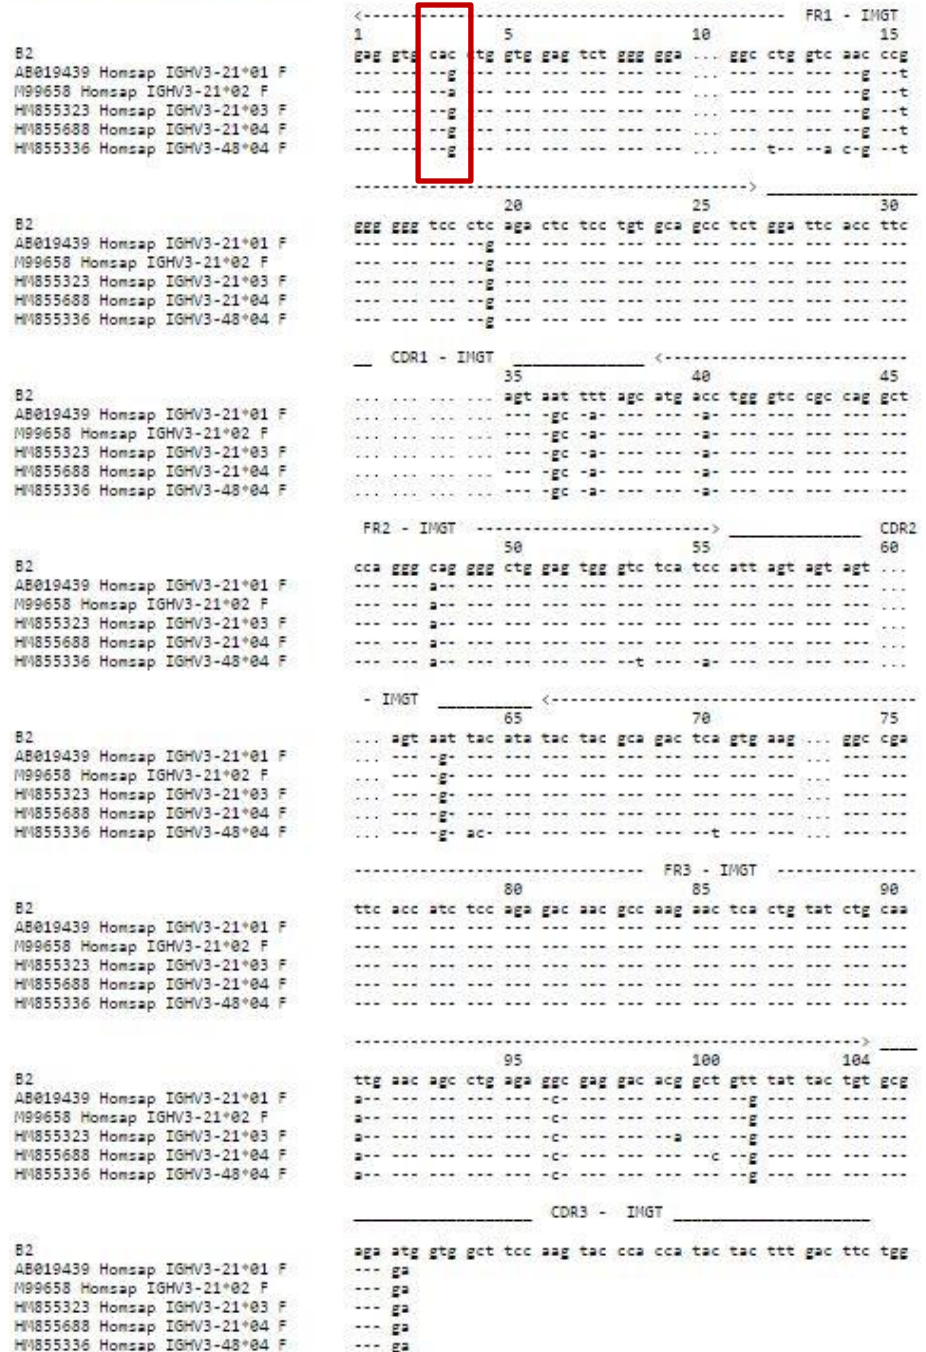 <---------------------------------------------- FR1 - IMGT
1 5 10 15
B2 gag gtg cac ctg gtg gag tct ggg gga ... ggc ctg gtc aac ccg
AB019439 Homsap IGHV3-21*01 F --- --- --g --- --- --- --- --- --- ... --- --- --- --g --t
M99658 Homsap IGHV3-21*02 F --- --- --a --- --- --- --- --- --- ... --- --- --- --g --t
HM855323 Homsap IGHV3-21*03 F --- --- --g --- --- --- --- --- --- ... --- --- --- --g --t
HM855688 Homsap IGHV3-21*04 F --- --- --g --- --- --- --- --- --- ... --- --- --- --g --t
HM855336 Homsap IGHV3-48*04 F --- --- --g --- --- --- --- --- --- ... --- t-- --a c-g --t
-------------------------------------------> ________________
20 25 30
B2 ggg ggg tcc ctc aga ctc tcc tgt gca gcc tct gga ttc acc ttc
AB019439 Homsap IGHV3-21*01 F --- --- --- --g --- --- --- --- --- --- --- --- --- --- ---
M99658 Homsap IGHV3-21*02 F --- --- --- --g --- --- --- --- --- --- --- --- --- --- ---
HM855323 Homsap IGHV3-21*03 F --- --- --- --g --- --- --- --- --- --- --- --- --- --- ---
HM855688 Homsap IGHV3-21*04 F --- --- --- --g --- --- --- --- --- --- --- --- --- --- ---
HM855336 Homsap IGHV3-48*04 F --- --- --- --g --- --- --- --- --- --- --- --- --- --- ---
__ CDR1 - IMGT ______________ <---------------------------
35 40 45
B2 ... ... ... ... agt aat ttt agc atg acc tgg gtc cgc cag gct
AB019439 Homsap IGHV3-21*01 F ... ... ... ... --- -gc -a- --- --- -a- --- --- --- --- ---
M99658 Homsap IGHV3-21*02 F ... ... ... ... --- -gc -a- --- --- -a- --- --- --- --- ---
HM855323 Homsap IGHV3-21*03 F ... ... ... ... --- -gc -a- --- --- -a- --- --- --- --- ---
HM855688 Homsap IGHV3-21*04 F ... ... ... ... --- -gc -a- --- --- -a- --- --- --- --- ---
HM855336 Homsap IGHV3-48*04 F ... ... ... ... --- -gc -a- --- --- -a- --- --- --- --- ---
FR2 - IMGT --------------------------> ______________ CDR2
50 55 60
B2 cca ggg cag ggg ctg gag tgg gtc tca tcc att agt agt agt ...
AB019439 Homsap IGHV3-21*01 F --- --- a-- --- --- --- --- --- --- --- --- --- --- --- ...
M99658 Homsap IGHV3-21*02 F --- --- a-- --- --- --- --- --- --- --- --- --- --- --- ...
HM855323 Homsap IGHV3-21*03 F --- --- a-- --- --- --- --- --- --- --- --- --- --- --- ...
HM855688 Homsap IGHV3-21*04 F --- --- a-- --- --- --- --- --- --- --- --- --- --- --- ...
HM855336 Homsap IGHV3-48*04 F --- --- a-- --- --- --- --- --t --- -a- --- --- --- --- ...
- IMGT __________ <---------------------------------------
65 70 75
B2 ... agt aat tac ata tac tac gca gac tca gtg aag ... ggc cga
AB019439 Homsap IGHV3-21*01 F ... --- -g- --- --- --- --- --- --- --- --- --- ... --- ---
M99658 Homsap IGHV3-21*02 F ... --- -g- --- --- --- --- --- --- --- --- --- ... --- ---
HM855323 Homsap IGHV3-21*03 F ... --- -g- --- --- --- --- --- --- --- --- --- ... --- ---
HM855688 Homsap IGHV3-21*04 F ... --- -g- --- --- --- --- --- --- --- --- --- ... --- ---
HM855336 Homsap IGHV3-48*04 F ... --- -g- ac- --- --- --- --- --- --t --- --- ... --- ---
------------------------------- FR3 - IMGT ---------------
80 85 90
B2 ttc acc atc tcc aga gac aac gcc aag aac tca ctg tat ctg caa
AB019439 Homsap IGHV3-21*01 F --- --- --- --- --- --- --- --- --- --- --- --- --- --- ---
M99658 Homsap IGHV3-21*02 F --- --- --- --- --- --- --- --- --- --- --- --- --- --- ---
HM855323 Homsap IGHV3-21*03 F --- --- --- --- --- --- --- --- --- --- --- --- --- --- ---
HM855688 Homsap IGHV3-21*04 F --- --- --- --- --- --- --- --- --- --- --- --- --- --- ---
HM855336 Homsap IGHV3-48*04 F --- --- --- --- --- --- --- --- --- --- --- --- --- --- ---
-------------------------------------------------------> ____
95 100 104
B2 ttg aac agc ctg aga ggc gag gac acg gct gtt tat tac tgt gcg
AB019439 Homsap IGHV3-21*01 F a-- --- --- --- --- -c- --- --- --- --- --g --- --- --- ---
M99658 Homsap IGHV3-21*02 F a-- --- --- --- --- -c- --- --- --- --- --g --- --- --- ---
HM855323 Homsap IGHV3-21*03 F a-- --- --- --- --- -c- --- --- --a --- --g --- --- --- ---
HM855688 Homsap IGHV3-21*04 F a-- --- --- --- --- -c- --- --- --- --c --g --- --- --- ---
HM855336 Homsap IGHV3-48*04 F a-- --- --- --- --- -c- --- --- --- --- --g --- --- --- ---
___________________ CDR3 - IMGT _____________________
B2 aga atg gtg gct tcc aag tac cca cca tac tac ttt gac ttc tgg
AB019439 Homsap IGHV3-21*01 F --- ga
M99658 Homsap IGHV3-21*02 F --- ga
HM855323 Homsap IGHV3-21*03 F --- ga
HM855688 Homsap IGHV3-21*04 F --- ga
HM855336 Homsap IGHV3-48*04 F --- ga